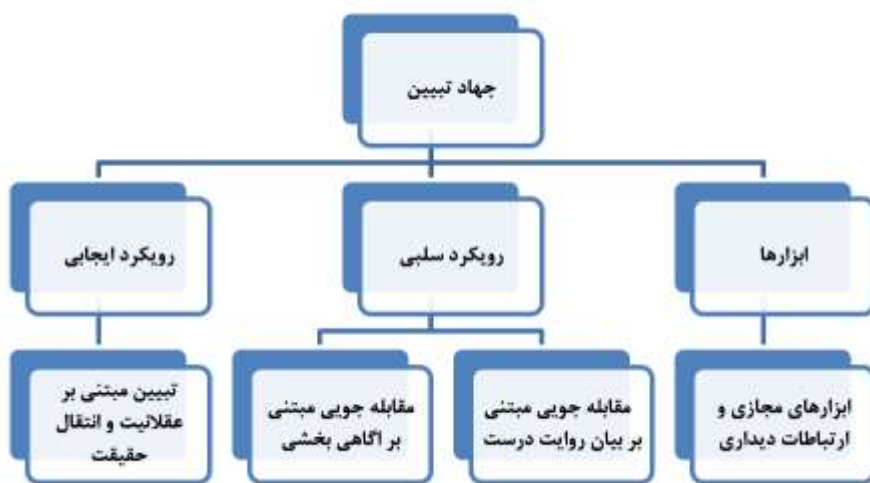 جهاد تبیین
ابزارها
رویکرد سلبی
رویکرد ایجابی
ابزارهای مجازی و
ارتباطات دیداری
مقابله جویی مبتنی
بر بیان روایت درست
مقابله جویی مبتنی
بر اگاهی بخشی
تبیین مبتنی بر
عقلانیت و انتقال
حقیقت